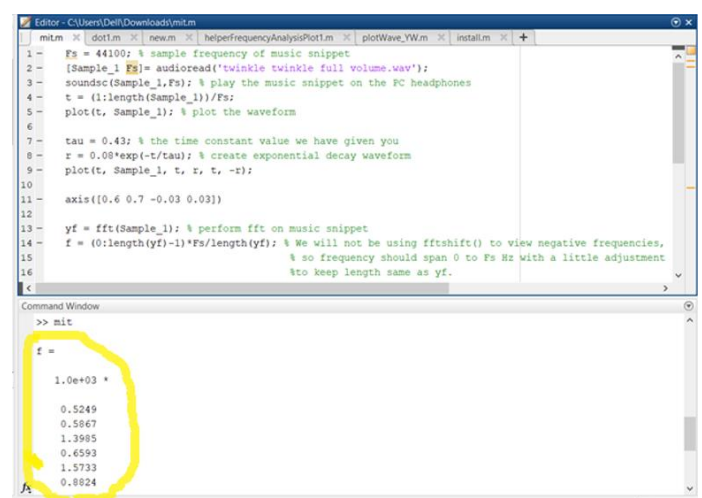 Editor - C:\Users\Dell\Downloads\mit.m
mit.m dot1.m new.m helperFrequencyAnalysisPlot1.m plotWave_YW.m install.m +
1 - Fs = 44100; % sample frequency of music snippet
2 - [Sample_1 Fs]= audioread('twinkle twinkle full volume.wav');
3 - soundsc(Sample_1,Fs); % play the music snippet on the PC headphones
4 - t = (1:length(Sample_1))/Fs;
5 - plot(t, Sample_1); % plot the waveform
6
7 - tau = 0.43; % the time constant value we have given you
8 - r = 0.08*exp(-t/tau); % create exponential decay waveform
9 - plot(t, Sample_1, t, r, t, -r);
10
11 - axis([0.6 0.7 -0.03 0.03])
12
13 - yf = fft(Sample_1); % perform fft on music snippet
14 - f = (0:length(yf)-1)*Fs/length(yf); % We will not be using fftshift() to view negative frequencies,
15 % so frequency should span 0 to Fs Hz with a little adjustment
16 %to keep length same as yf.
Command Window
>> mit
f =
1.0e+03 *
0.5249
0.5867
1.3985
0.6593
1.5733
fx 0.8824